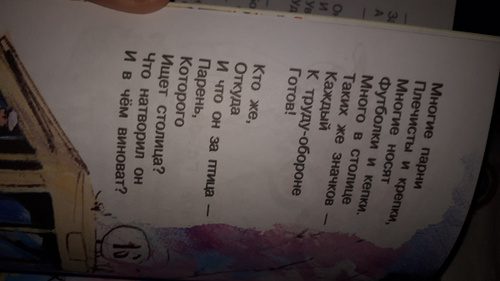 Многие парни
Плечисты и крепки,
Многие носят
Футболки и кепки.
Много в столице
Таких же значков —
Каждый
К труду-обороне
Готов!
Кто же,
Откуда
И что он за птица —
Парень,
Которого
Ищет столица?
Что натворил он
И в чём виноват?